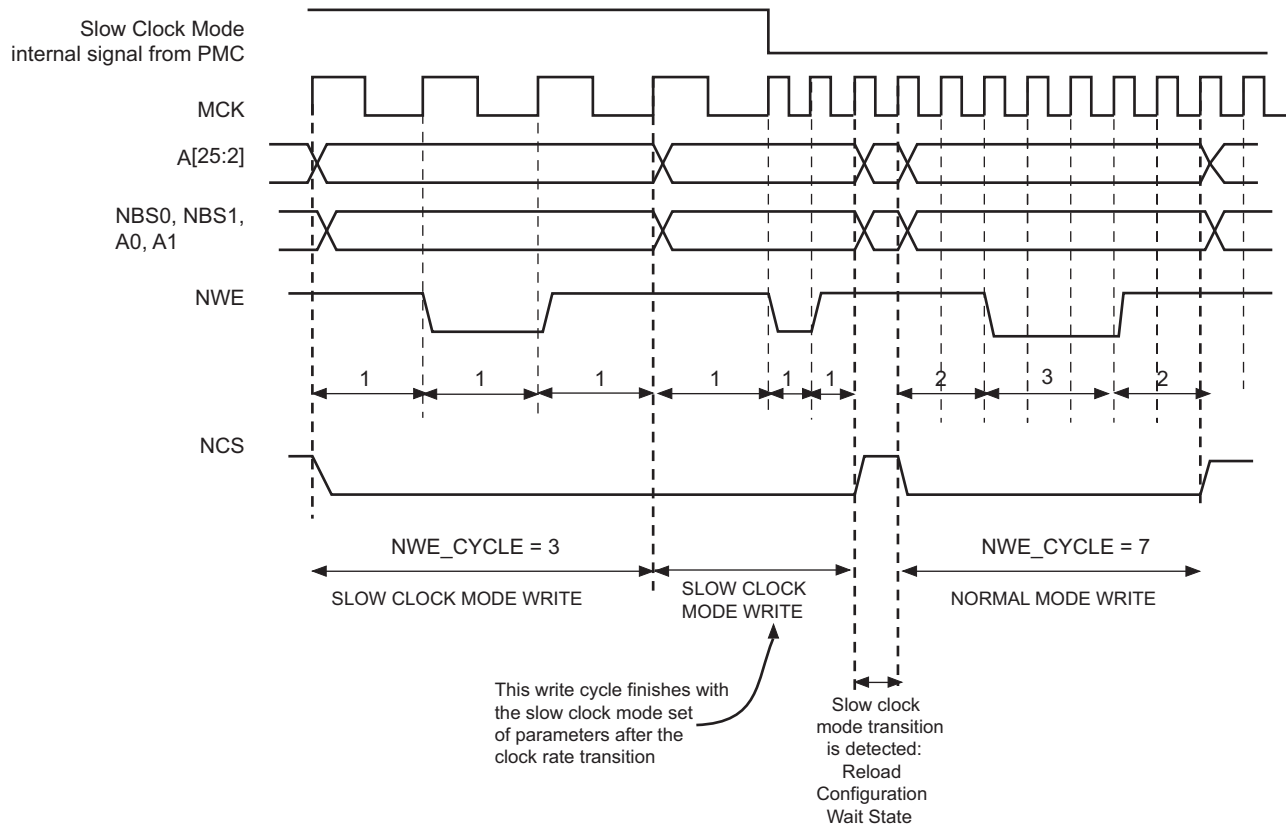 Slow Clock Mode
internal signal from PMC
MCK
A[25:2]
NBS0, NBS1,
A0, A1
NWE
1 1 1 1 1 1 2 3 2
NCS
NWE_CYCLE = 3
NWE_CYCLE = 7
SLOW CLOCK MODE WRITE
SLOW CLOCK
MODE WRITE
NORMAL MODE WRITE
This write cycle finishes with
the slow clock mode set
of parameters after the
clock rate transition
Slow clock
mode transition
is detected:
Reload
Configuration
Wait State